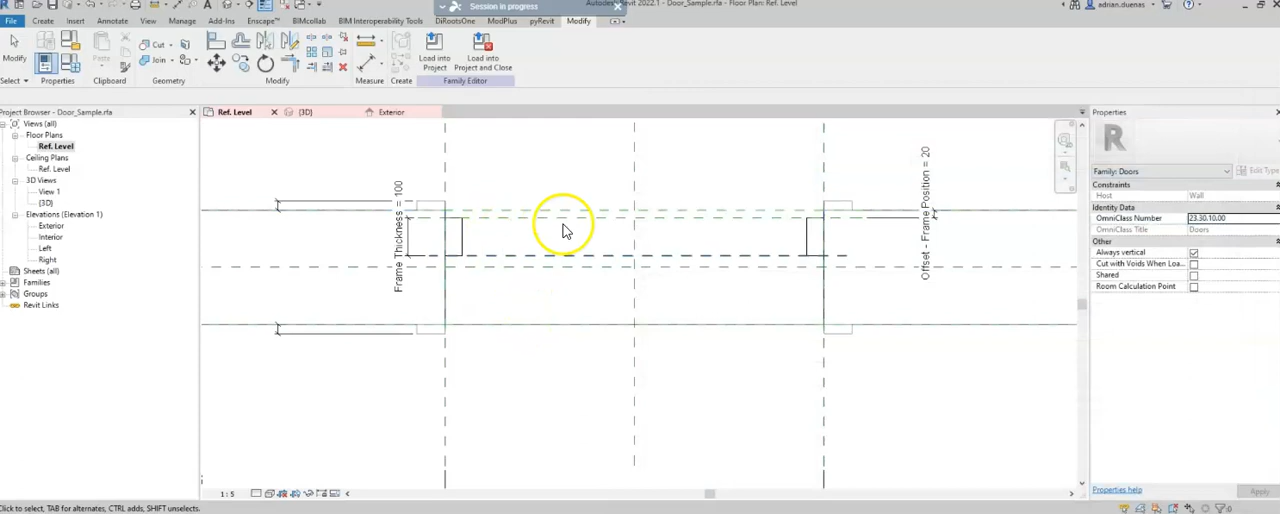 Autodesk Revit 2022.1 - Door_Sample.rfa - Floor Plan: Ref. Level
Session in progress
adrian.duenas
File
Insert
Annotate
View
Manage
Add-Ins
Enscape™
BIMcollab
BIM Interoperability Tools
DiRootsOne
ModPlus
pyRevit
Modify
Modify
Paste
Cut
Join
Load into
Project
Load into
Project and Close
Select
Properties
Clipboard
Geometry
Modify
Measure
Create
Family Editor
Project Browser - Door_Sample.rfa
Ref. Level
{3D}
Exterior
Properties
Views (all)
Floor Plans
Ref. Level
Ceiling Plans
Ref. Level
3D Views
View 1
{3D}
Elevations (Elevation 1)
Exterior
Interior
Left
Right
Sheets (all)
Families
Groups
Revit Links
Frame Thickness = 100
Offset - Frame Position = 20
Family: Doors
Edit Type
Constraints
Host
Wall
Identity Data
OmniClass Number
23.30.10.00
OmniClass Title
Doors
Other
Always vertical
Cut with Voids When Loa...
Shared
Room Calculation Point
Properties help
Apply
1 : 5
Click to select, TAB for alternates, CTRL adds, SHIFT unselects.
:0